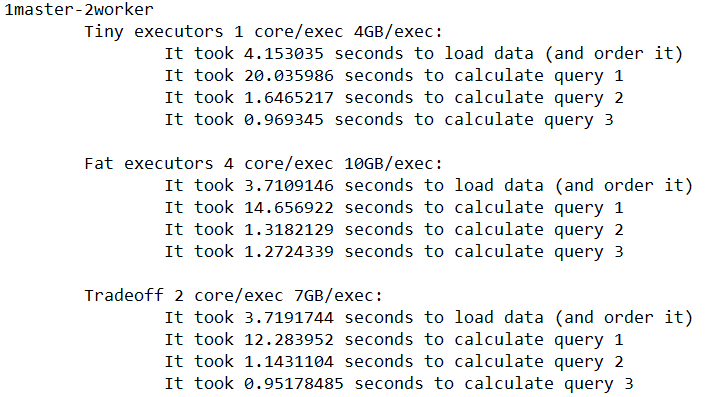 1master-2worker
Tiny executors 1 core/exec 4GB/exec:
It took 4.153035 seconds to load data (and order it)
It took 20.035986 seconds to calculate query 1
It took 1.6465217 seconds to calculate query 2
It took 0.969345 seconds to calculate query 3
Fat executors 4 core/exec 10GB/exec:
It took 3.7109146 seconds to load data (and order it)
It took 14.656922 seconds to calculate query 1
It took 1.3182129 seconds to calculate query 2
It took 1.2724339 seconds to calculate query 3
Tradeoff 2 core/exec 7GB/exec:
It took 3.7191744 seconds to load data (and order it)
It took 12.283952 seconds to calculate query 1
It took 1.1431104 seconds to calculate query 2
It took 0.95178485 seconds to calculate query 3